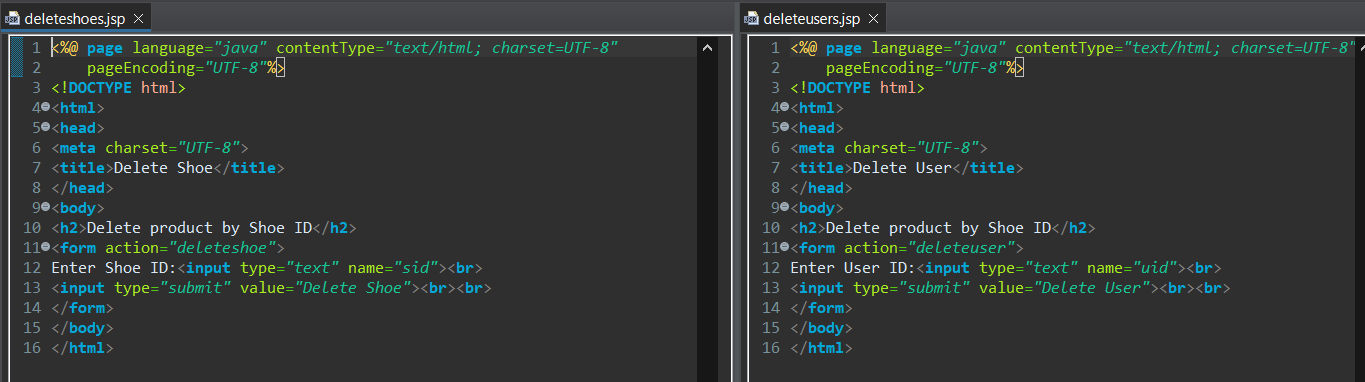 deleteshoes.jsp
1 <%@ page language="java" contentType="text/html; charset=UTF-8"
2     pageEncoding="UTF-8"%>
3 <!DOCTYPE html>
4 <html>
5 <head>
6 <meta charset="UTF-8">
7 <title>Delete Shoe</title>
8 </head>
9 <body>
10 <h2>Delete product by Shoe ID</h2>
11 <form action="deleteshoe">
12 Enter Shoe ID:<input type="text" name="sid"><br>
13 <input type="submit" value="Delete Shoe"><br><br>
14 </form>
15 </body>
16 </html>
deleteusers.jsp
1 <%@ page language="java" contentType="text/html; charset=UTF-8"
2     pageEncoding="UTF-8"%>
3 <!DOCTYPE html>
4 <html>
5 <head>
6 <meta charset="UTF-8">
7 <title>Delete User</title>
8 </head>
9 <body>
10 <h2>Delete product by Shoe ID</h2>
11 <form action="deleteuser">
12 Enter User ID:<input type="text" name="uid"><br>
13 <input type="submit" value="Delete User"><br><br>
14 </form>
15 </body>
16 </html>